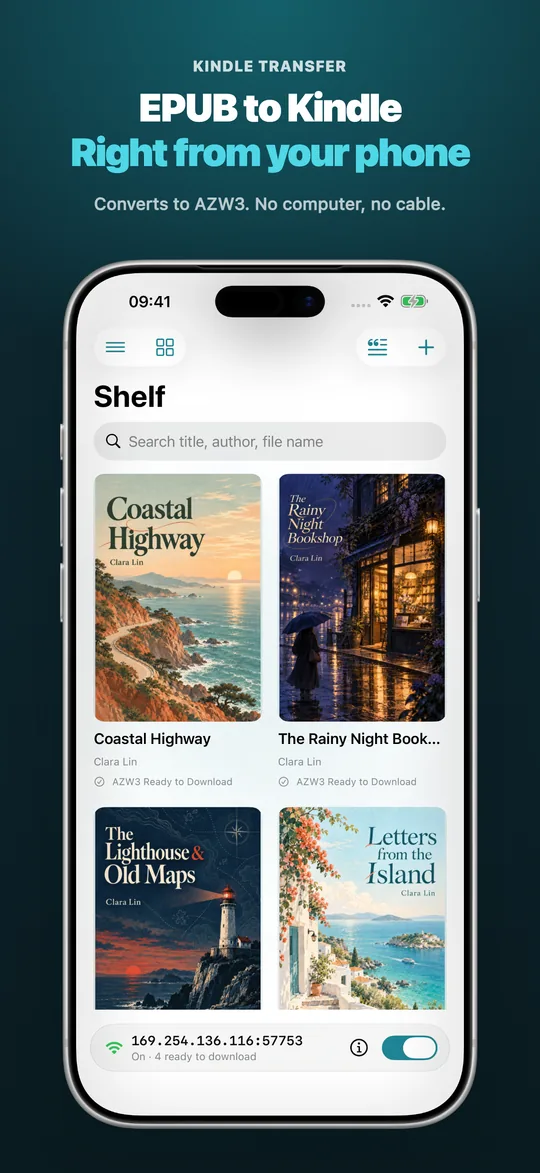 KINDLE TRANSFER
EPUB to Kindle
Right from your phone
Converts to AZW3. No computer, no cable.
09:41
Shelf
Search title, author, file name
Coastal
Highway
Clara Lin
The
Rainy
Night
Bookshop
Clara Lin
Coastal Highway
Clara Lin
AZW3 Ready to Download
The Rainy Night Book...
Clara Lin
AZW3 Ready to Download
The
Lighthouse &
Old Maps
Clara Lin
Letters
from the
Island
Clara Lin
169.254.136.116:57753
On · 4 ready to download